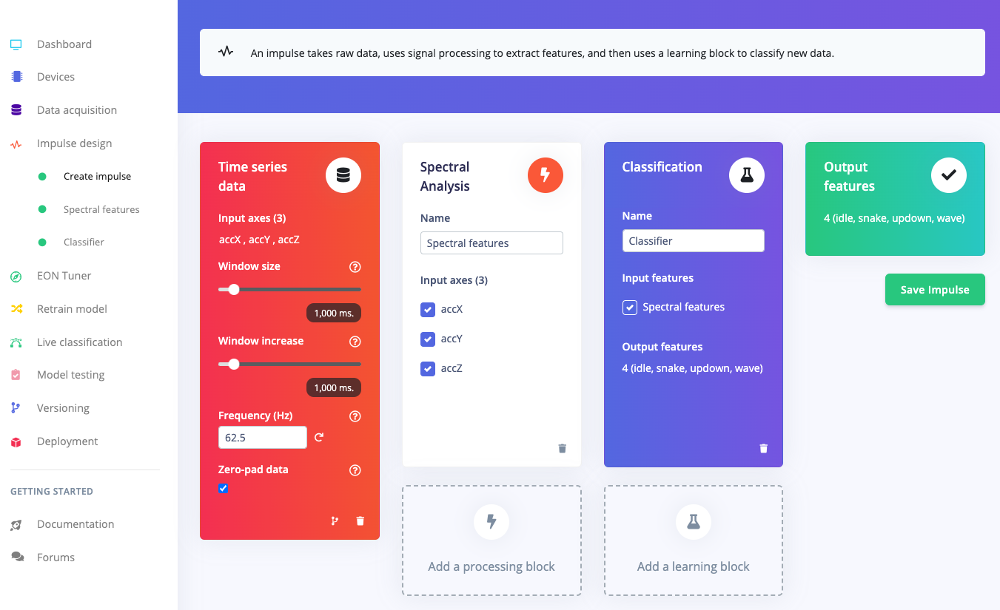 Dashboard
Devices
Data acquisition
Impulse design
Create impulse
Spectral features
Classifier
EON Tuner
Retrain model
Live classification
Model testing
Versioning
Deployment
GETTING STARTED
Documentation
Forums
An impulse takes raw data, uses signal processing to extract features, and then uses a learning block to classify new data.
Time series
data
Input axes (3)
accX , accY , accZ
Window size
1,000 ms.
Window increase
1,000 ms.
Frequency (Hz)
62.5
Zero-pad data
Spectral
Analysis
Name
Spectral features
Input axes (3)
accX
accY
accZ
Add a processing block
Classification
Name
Classifier
Input features
Spectral features
Output features
4 (idle, snake, updown, wave)
Add a learning block
Output
features
4 (idle, snake, updown, wave)
Save Impulse